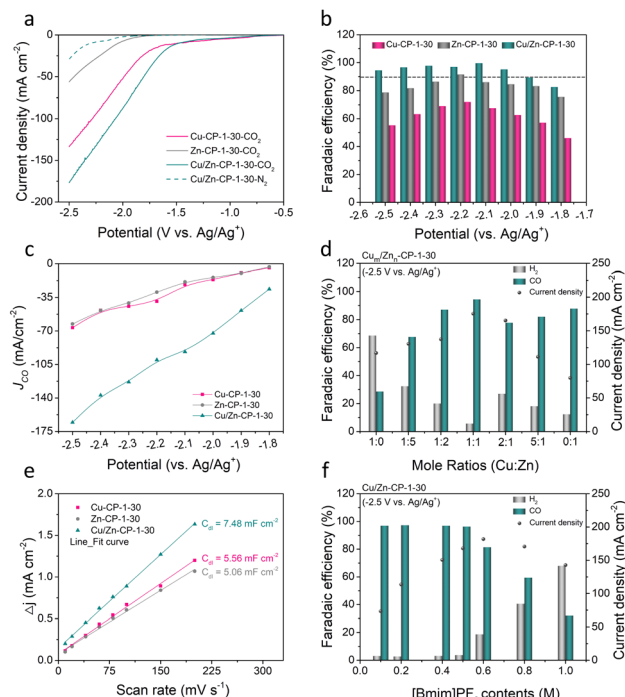 a
Current density (mA cm⁻²)
0
-50
-100
-150
-200
Cu-CP-1-30-CO₂
Zn-CP-1-30-CO₂
Cu/Zn-CP-1-30-CO₂
Cu/Zn-CP-1-30-N₂
-2.5 -2.0 -1.5 -1.0 -0.5
Potential (V vs. Ag/Ag⁺)
b
Faradaic efficiency (%)
120
100
80
60
40
20
0
Cu-CP-1-30 Zn-CP-1-30 Cu/Zn-CP-1-30
-2.6 -2.5 -2.4 -2.3 -2.2 -2.1 -2.0 -1.9 -1.8 -1.7
Potential (vs. Ag/Ag⁺)
c
J_CO (mA/cm⁻²)
0
-35
-70
-105
-140
-175
Cu-CP-1-30
Zn-CP-1-30
Cu/Zn-CP-1-30
-2.5 -2.4 -2.3 -2.2 -2.1 -2.0 -1.9 -1.8
Potential (vs. Ag/Ag⁺)
d
Cuₘ/Znₙ-CP-1-30
(-2.5 V vs. Ag/Ag⁺)
H₂
CO
Current density
Faradaic efficiency (%)
120
100
80
60
40
20
0
Current density (mA cm⁻²)
250
200
150
100
50
0
1:0 1:5 1:2 1:1 2:1 5:1 0:1
Mole Ratios (Cu:Zn)
e
Δj (mA cm⁻²)
2.0
1.5
1.0
0.5
0.0
Cu-CP-1-30
Zn-CP-1-30
Cu/Zn-CP-1-30
Line_Fit curve
C_dl = 7.48 mF cm⁻²
C_dl = 5.56 mF cm⁻²
C_dl = 5.06 mF cm⁻²
0 100 200 300
Scan rate (mV s⁻¹)
f
Cu/Zn-CP-1-30
(-2.5 V vs. Ag/Ag⁺)
H₂
CO
Current density
Faradaic efficiency (%)
120
100
80
60
40
20
0
Current density (mA cm⁻²)
250
200
150
100
50
0
0.0 0.2 0.4 0.6 0.8 1.0
[Bmim]PF contents (M)